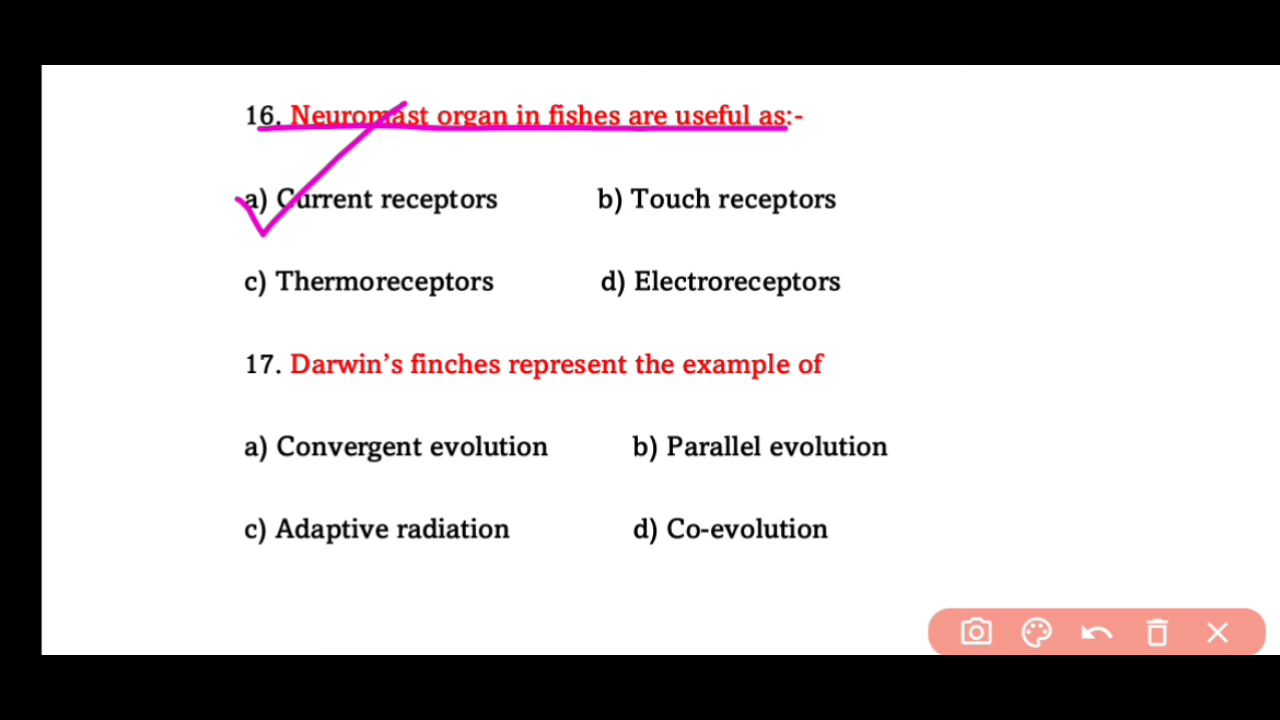 16. Neuromast organ in fishes are useful as:-
a) Current receptors b) Touch receptors
c) Thermoreceptors d) Electroreceptors
17. Darwin’s finches represent the example of
a) Convergent evolution b) Parallel evolution
c) Adaptive radiation d) Co-evolution